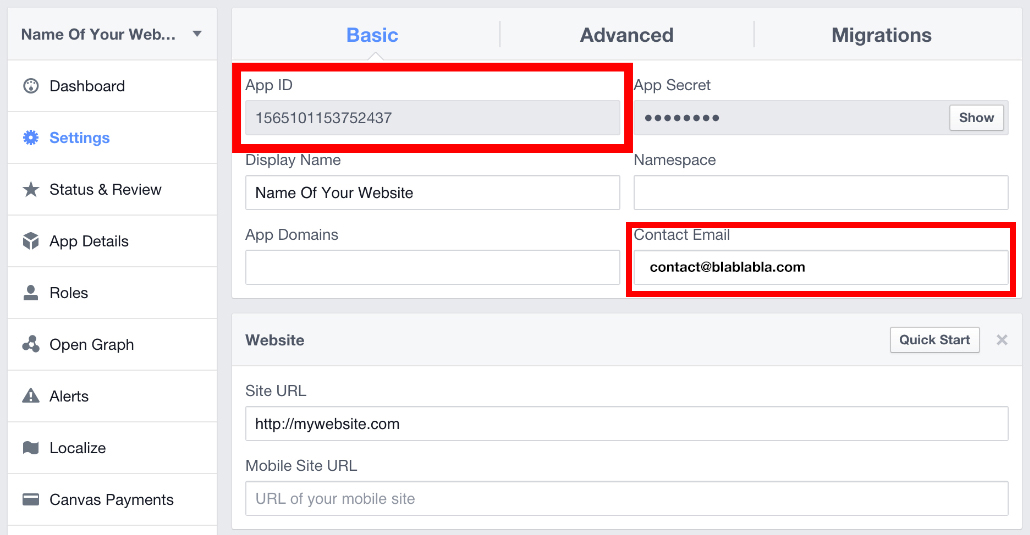 Name Of Your Web...
Dashboard
Settings
Status & Review
App Details
Roles
Open Graph
Alerts
Localize
Canvas Payments
Basic
Advanced
Migrations
App ID
App Secret
1565101153752437
••••••••
Show
Display Name
Namespace
Name Of Your Website
App Domains
Contact Email
contact@blablabla.com
Website
Quick Start
Site URL
http://mywebsite.com
Mobile Site URL
URL of your mobile site